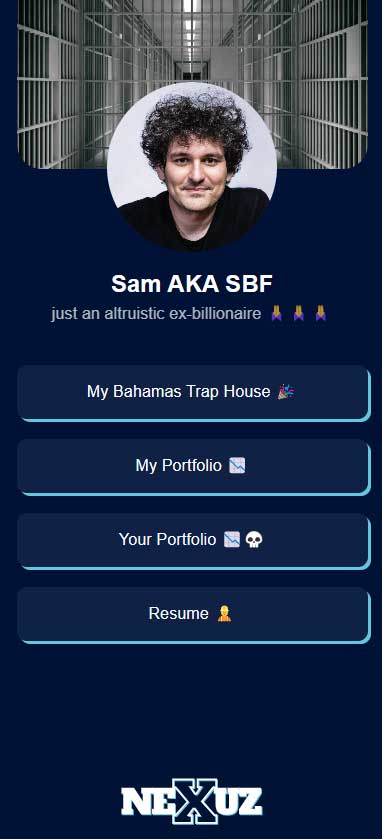 Sam AKA SBF
just an altruistic ex-billionaire 🙏🏾 🙏🏾 🙏🏾
My Bahamas Trap House 🎉
My Portfolio 📉
Your Portfolio 📉💀
Resume 👷
NEXUZ